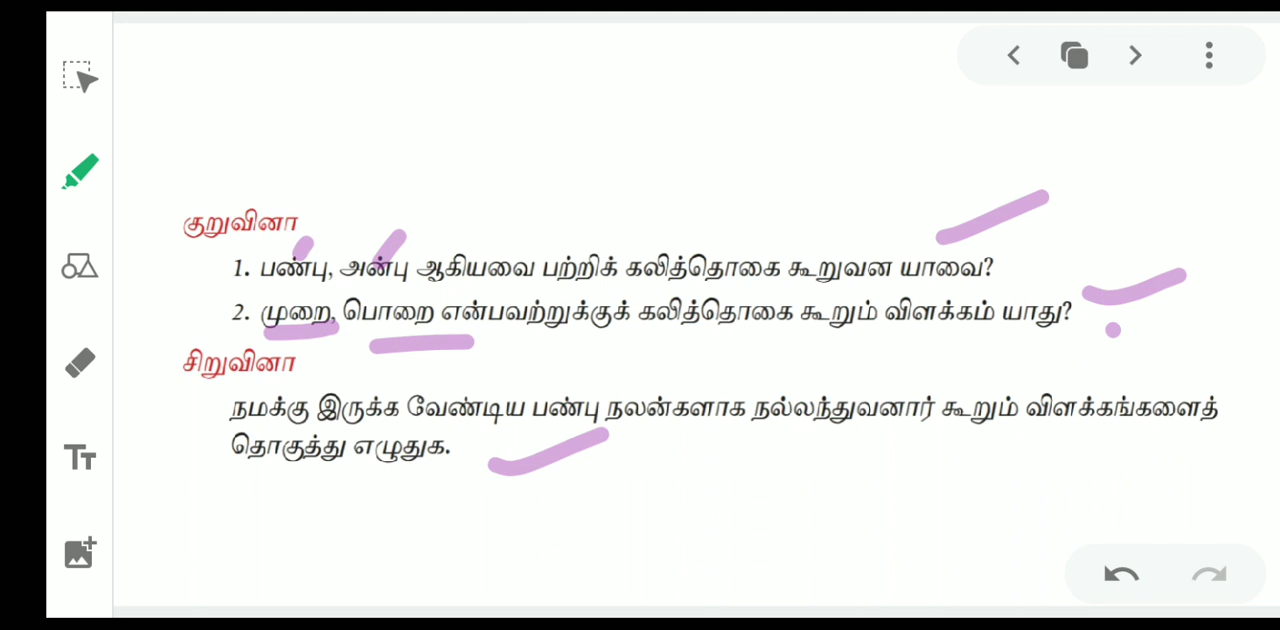 குறுவினா
1. பண்பு, அன்பு ஆகியவை பற்றிக் கலித்தொகை கூறுவன யாவை?
2. முறை, பொறை என்பவற்றுக்குக் கலித்தொகை கூறும் விளக்கம் யாது?
சிறுவினா
நமக்கு இருக்க வேண்டிய பண்பு நலன்களாக நல்லந்துவனார் கூறும் விளக்கங்களைத்
தொகுத்து எழுதுக.
TT